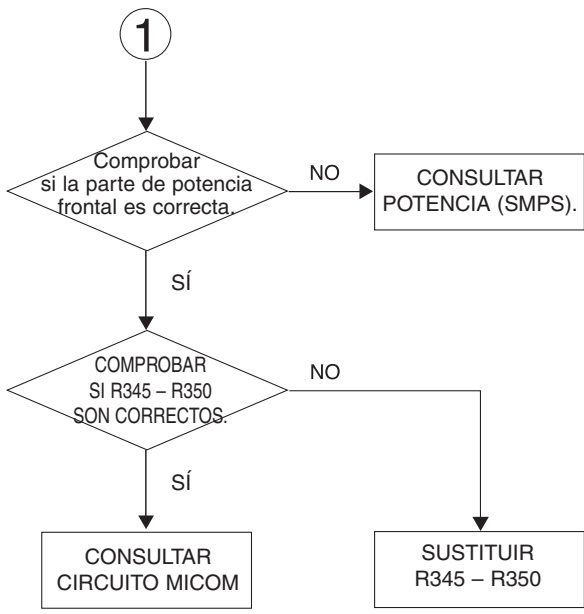 1
Comprobar
si la parte de potencia
frontal es correcta.
NO
CONSULTAR
POTENCIA (SMPS).
SÍ
COMPROBAR
SI R345 – R350
SON CORRECTOS.
NO
SÍ
CONSULTAR
CIRCUITO MICOM
SUSTITUIR
R345 – R350